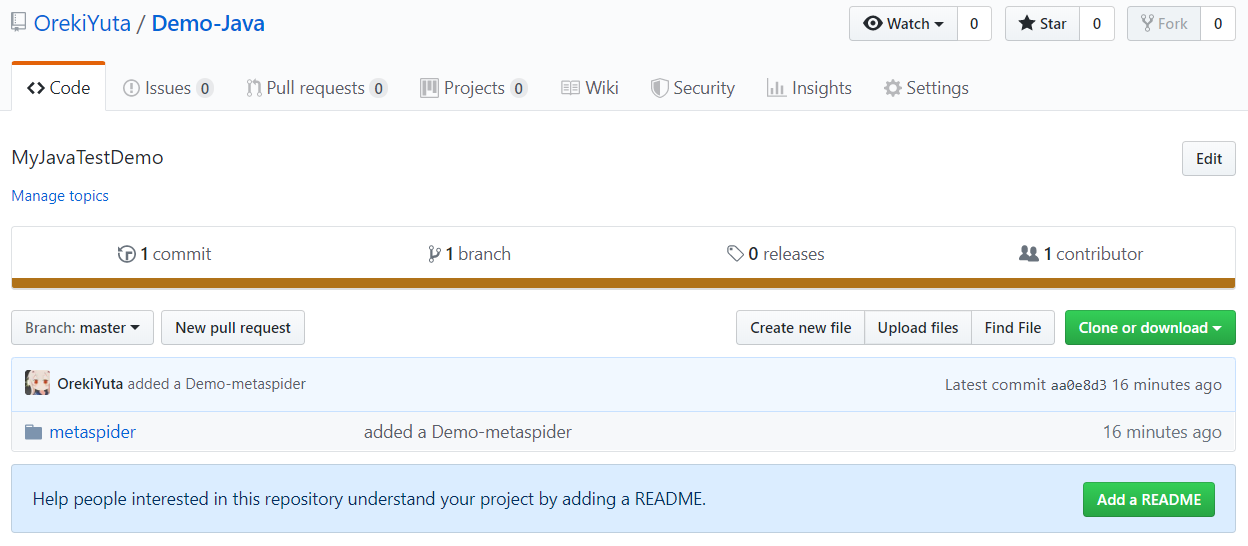 OrekiYuta / Demo-Java
Watch 0 Star 0 Fork 0
Code Issues 0 Pull requests 0 Projects 0 Wiki Security Insights Settings
MyJavaTestDemo Edit
Manage topics
1 commit 1 branch 0 releases 1 contributor
Branch: master New pull request Create new file Upload files Find File Clone or download
OrekiYuta added a Demo-metaspider Latest commit aa0e8d3 16 minutes ago
metaspider added a Demo-metaspider 16 minutes ago
Help people interested in this repository understand your project by adding a README. Add a README